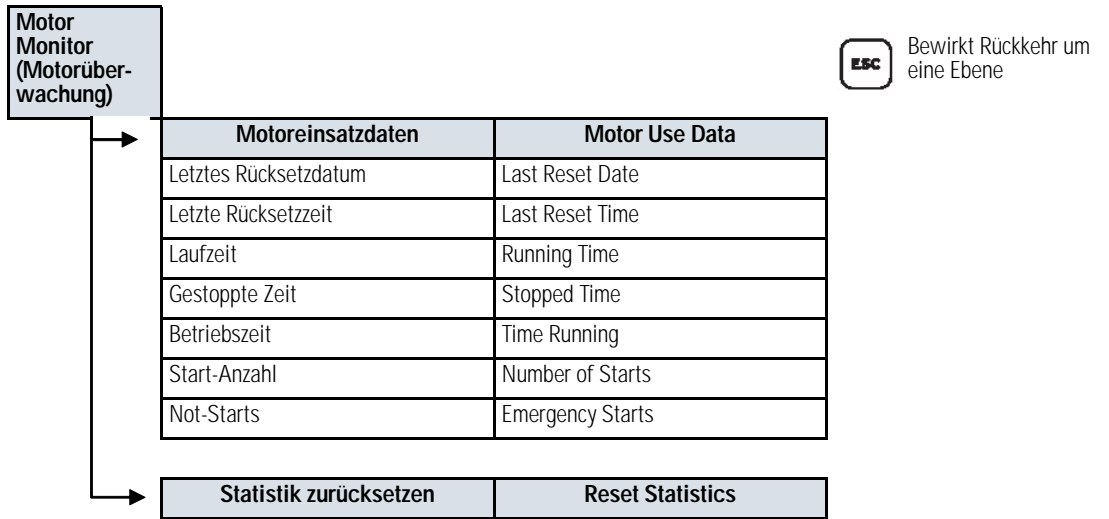 Motor
Monitor
(Motorüber-
wachung)
ESC
Bewirkt Rückkehr um
eine Ebene
Motoreinsatzdaten Motor Use Data
Letztes Rücksetzdatum Last Reset Date
Letzte Rücksetzzeit Last Reset Time
Laufzeit Running Time
Gestoppte Zeit Stopped Time
Betriebszeit Time Running
Start-Anzahl Number of Starts
Not-Starts Emergency Starts
Statistik zurücksetzen Reset Statistics